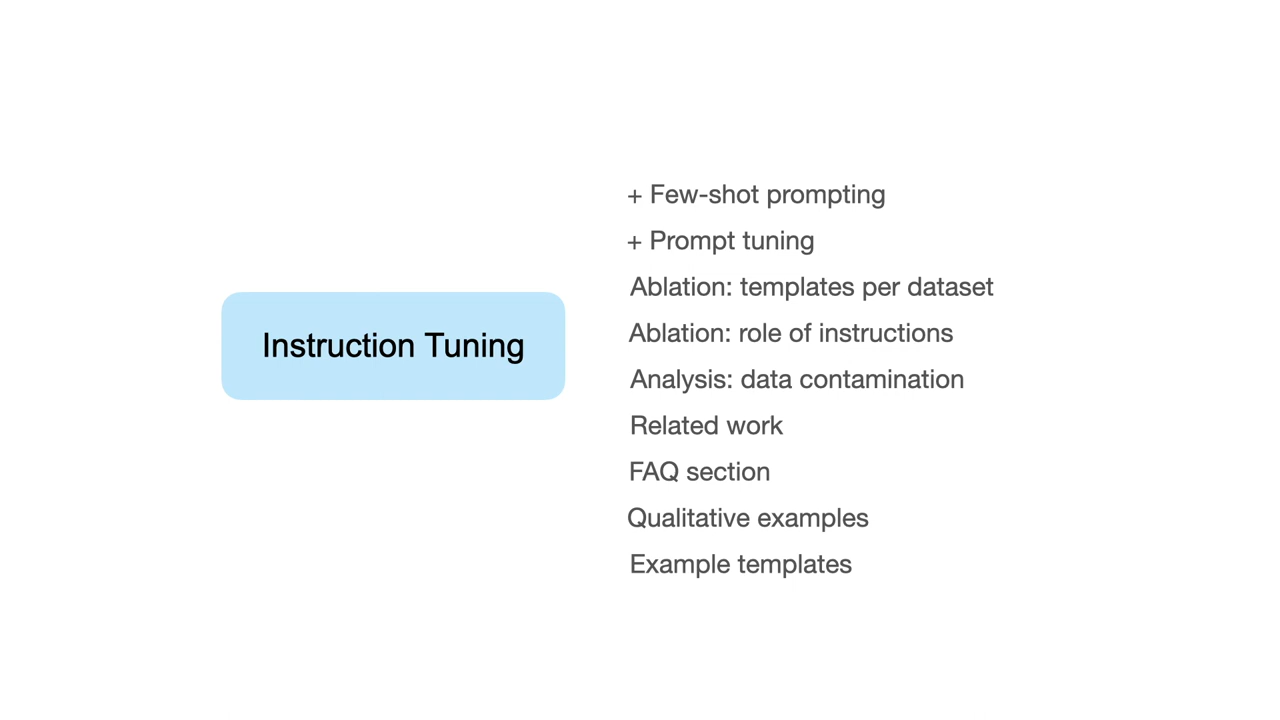 Instruction Tuning
+ Few-shot prompting
+ Prompt tuning
Ablation: templates per dataset
Ablation: role of instructions
Analysis: data contamination
Related work
FAQ section
Qualitative examples
Example templates